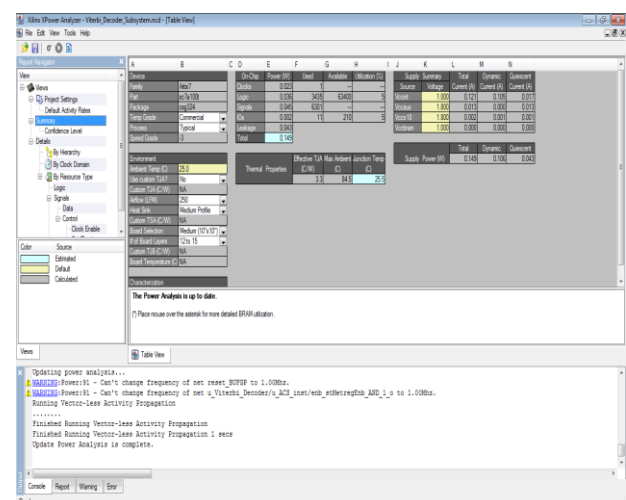 Xilinx XPower Analyzer - Viterbi_Decoder_Subsystem.ncd - [Table View]
File Edit View Tools Help
Report Navigator
View
Views
Project Settings
Default Activity Rates
Summary
Confidence Level
Details
By Hierarchy
By Clock Domain
By Resource Type
Logic
Signals
Data
Control
Clock Enable
Color Source
Estimated
Default
Calculated
Views
A B C D E F G H I J K L M N
Device
Family Artix7
Part xc7a100t
Package csg324
Temp Grade Commercial
Process Typical
Speed Grade -3
Environment
Ambient Temp (C) 25.0
Use custom TJA? No
Custom TJA (C/W) NA
Airflow (LFM) 250
Heat Sink Medium Profile
Custom TSA (C/W) NA
Board Selection Medium (10"x10")
# of Board Layers 12 to 15
Custom TJB (C/W) NA
Board Temperature (C) NA
Characterization
On-Chip Power (W) Used Available Utilization (%)
Clocks 0.023 1 --- ---
Logic 0.036 3435 63400 5
Signals 0.045 6301 --- ---
IOs 0.002 11 210 5
Leakage 0.043
Total 0.149
Effective TJA Max Ambient Junction Temp
Thermal Properties (C/W) (C) (C)
3.3 84.5 25.5
Supply Summary Total Dynamic Quiescent
Source Voltage Current (A) Current (A) Current (A)
Vccint 1.000 0.121 0.105 0.017
Vccaux 1.800 0.013 0.000 0.013
Vcco18 1.800 0.002 0.001 0.001
Vccbram 1.000 0.000 0.000 0.000
Total Dynamic Quiescent
Supply Power (W) 0.149 0.106 0.043
The Power Analysis is up to date.
(*) Place mouse over the asterisk for more detailed BRAM utilization.
Table View
Updating power analysis...
WARNING:Power:91 - Can't change frequency of net reset_BUFGP to 1.00Mhz.
WARNING:Power:91 - Can't change frequency of net u_Viterbi_Decoder/u_ACS_inst/enb_stMetregEnb_AND_1_o to 1.00Mhz.
Running Vector-less Activity Propagation
........
Finished Running Vector-less Activity Propagation
Finished Running Vector-less Activity Propagation 1 secs
Update Power Analysis is complete.
Output
Console Report Warning Error